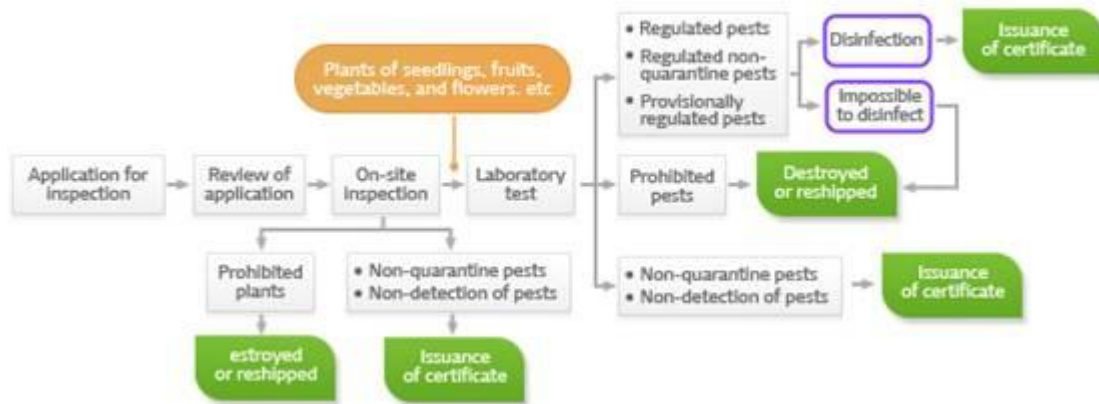 Plants of seedlings, fruits,
vegetables, and flowers. etc
• Regulated pests
• Regulated non-
quarantine pests
• Provisionally
regulated pests
Disinfection
Issuance
of certificate
Impossible
to disinfect
Application for
inspection
Review of
application
On-site
inspection
Laboratory
test
Prohibited
pests
Destroyed
or reshipped
Prohibited
plants
• Non-quarantine pests
• Non-detection of pests
• Non-quarantine pests
• Non-detection of pests
Issuance
of certificate
estroyed
or reshipped
Issuance
of certificate